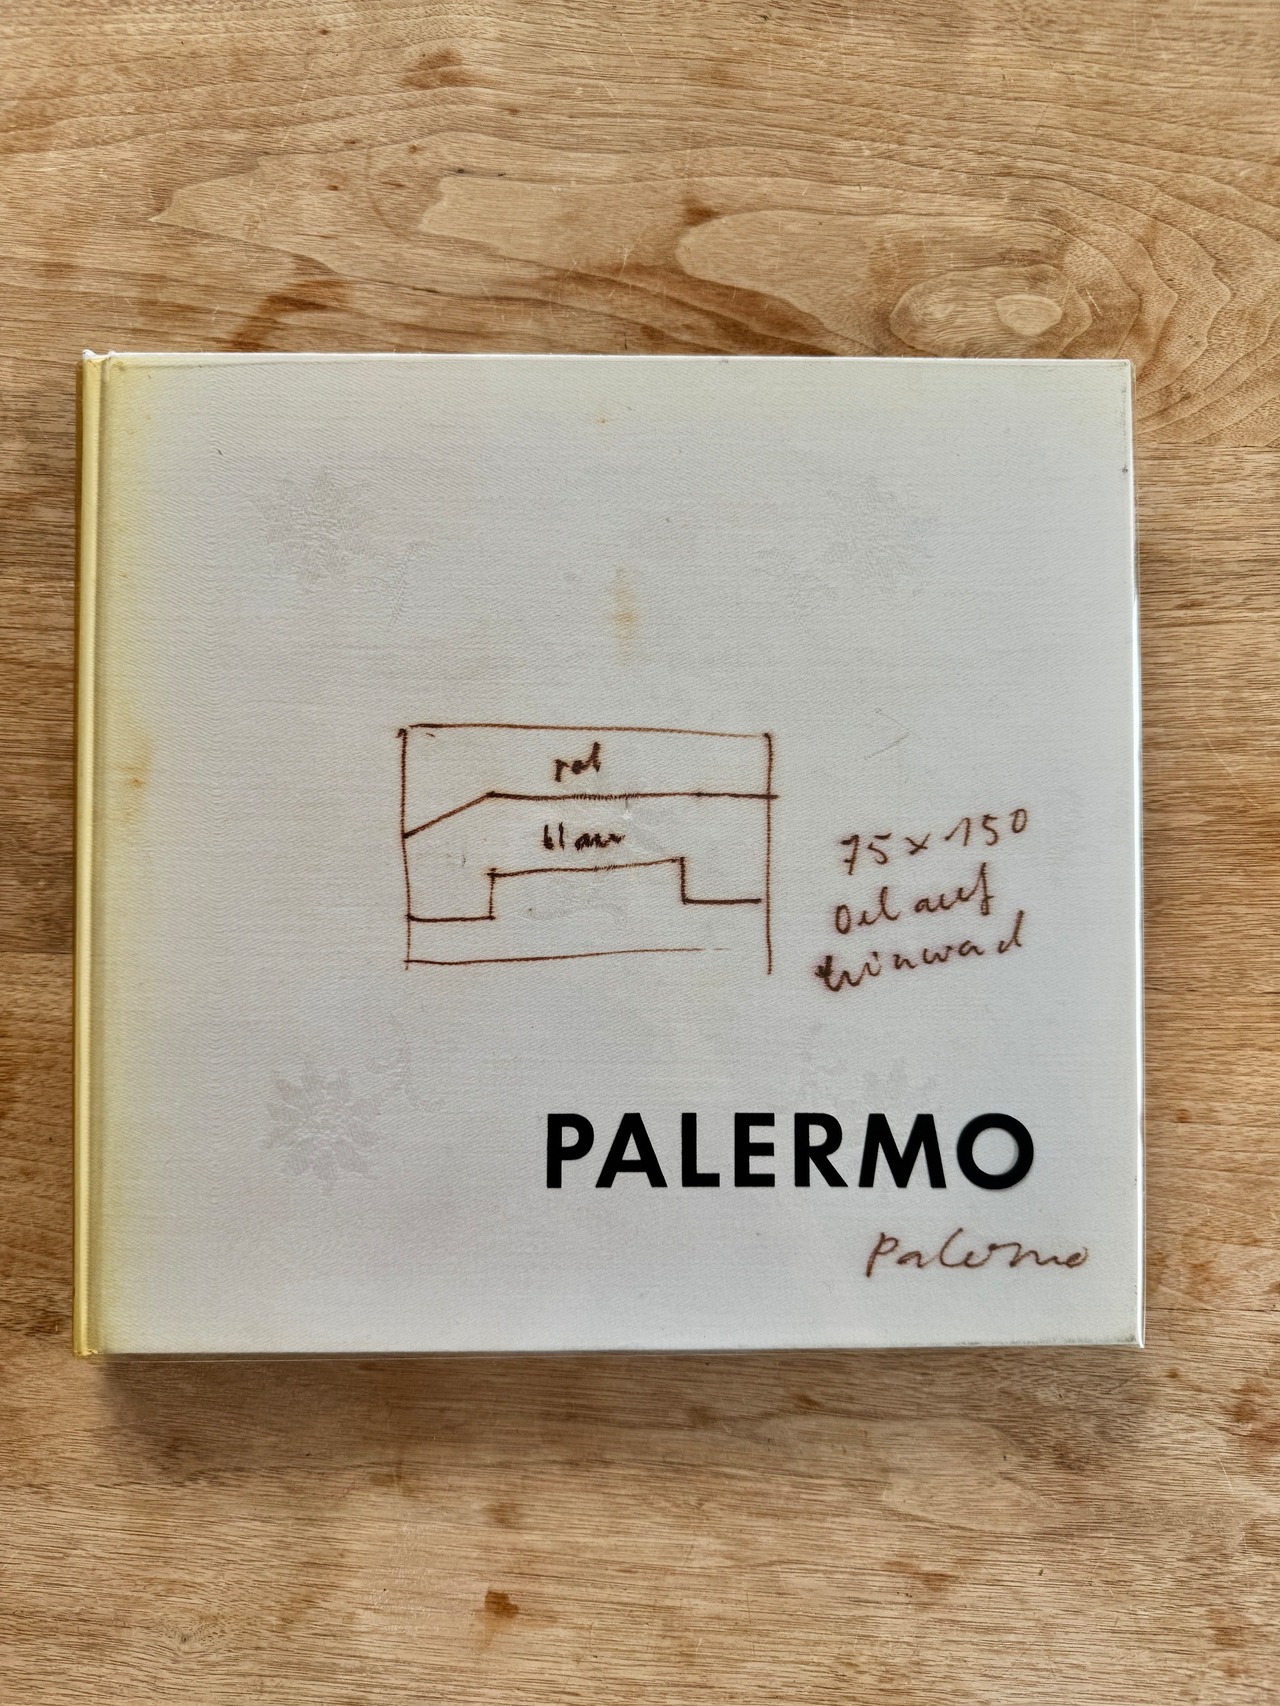 rot
blau
75 x 150
Oel auf
Leinwand
PALERMO
Palermo